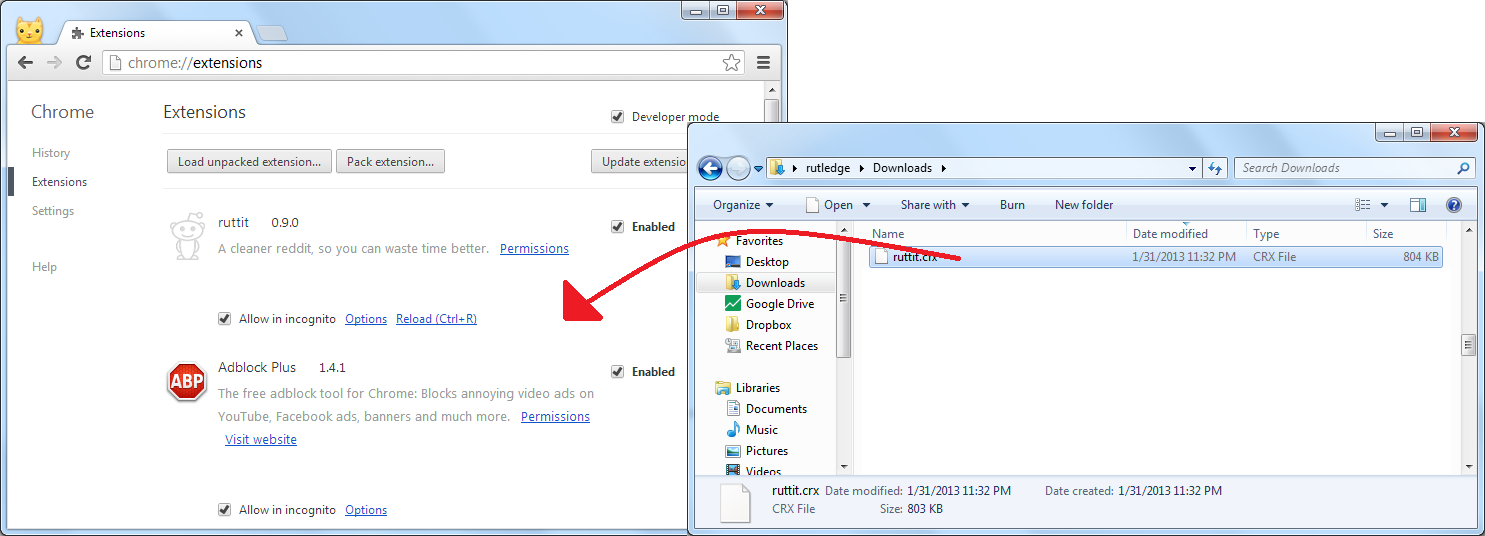 Extensions
chrome://extensions
Chrome
Extensions
Developer mode
History
Load unpacked extension...
Pack extension...
Update extensio
Extensions
Settings
ruttit 0.9.0
Enabled
A cleaner reddit, so you can waste time better. Permissions
Help
Allow in incognito Options Reload (Ctrl+R)
ABP
Adblock Plus 1.4.1
Enabled
The free adblock tool for Chrome: Blocks annoying video ads on
YouTube, Facebook ads, banners and much more. Permissions
Visit website
Allow in incognito Options
rutledge Downloads
Search Downloads
Organize Open Share with Burn New folder
Favorites
Desktop
Downloads
Google Drive
Dropbox
Recent Places
Libraries
Documents
Music
Pictures
Videos
Name Date modified Type Size
ruttit.crx 1/31/2013 11:32 PM CRX File 804 KB
ruttit.crx Date modified: 1/31/2013 11:32 PM Date created: 1/31/2013 11:32 PM
CRX File Size: 803 KB